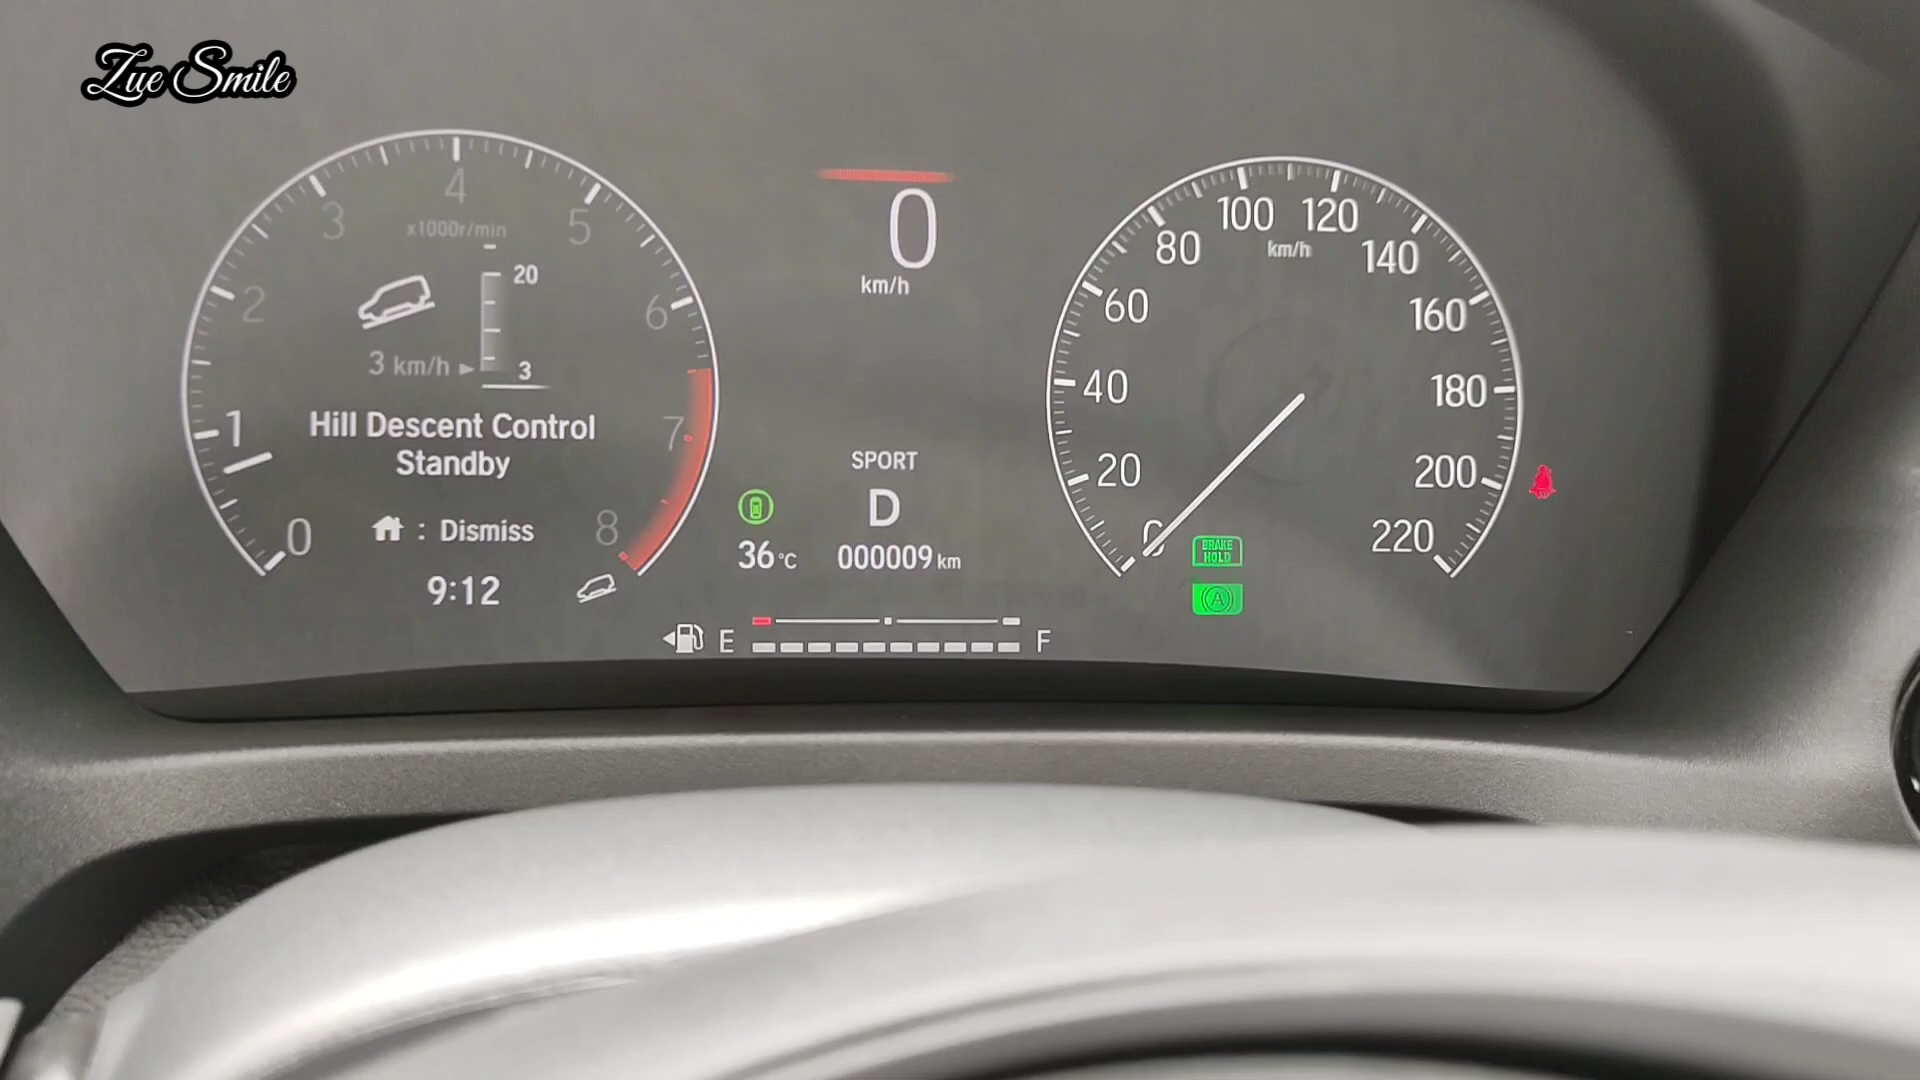 Zue Smile
0
1
2
3
4
5
6
7
8
x1000r/min
20
3 km/h
3
Hill Descent Control
Standby
: Dismiss
9:12
0
km/h
SPORT
D
36°C
000009 km
E
F
0
20
40
60
80
100
120
140
160
180
200
220
km/h
BRAKE
HOLD
A